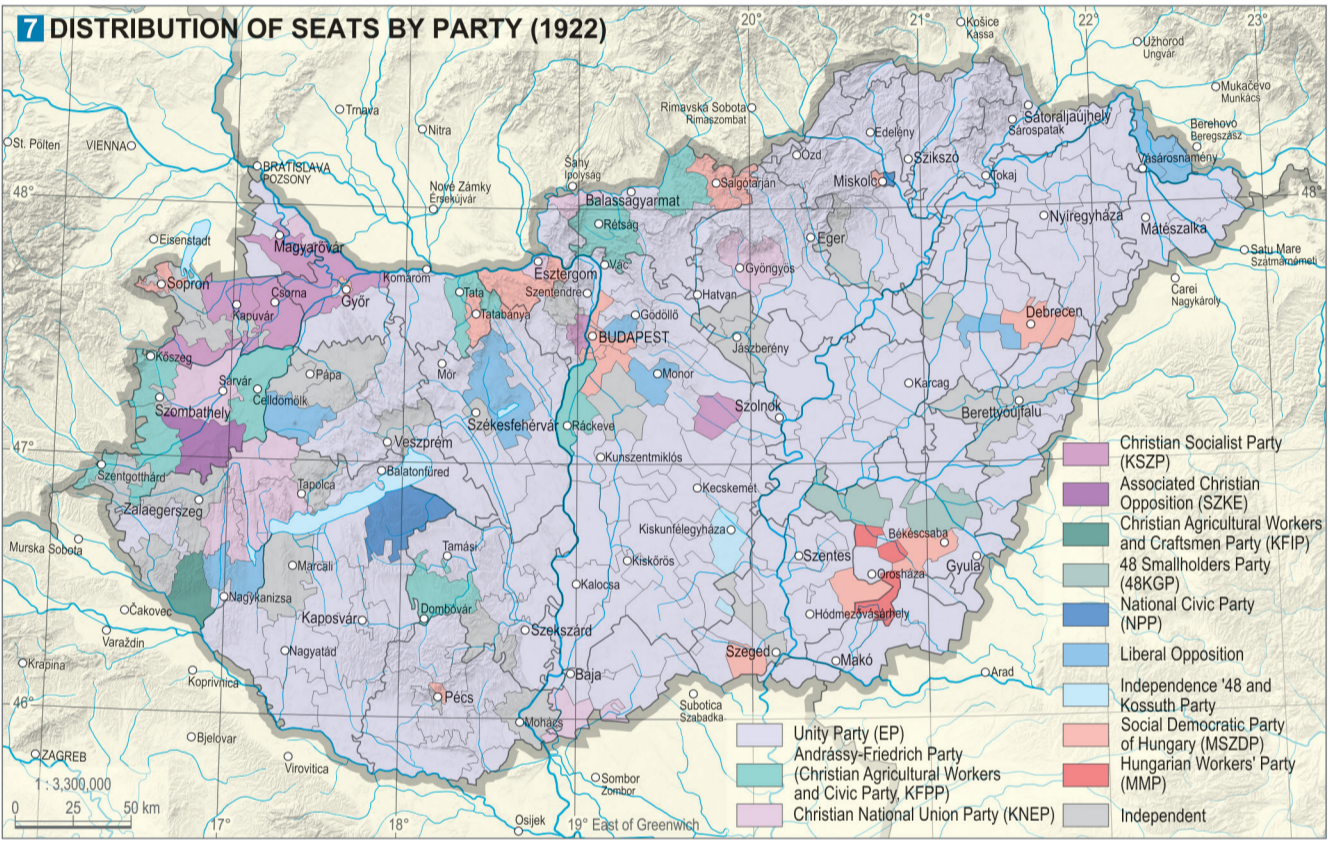 7 DISTRIBUTION OF SEATS BY PARTY (1922)
20°
21°
22°
23°
Košice
Kassa
Užhorod
Ungvár
Mukačevo
Munkács
Berehovo
Beregszász
Trnava
Nitra
Rimavská Sobota
Rimaszombat
Sátoraljaújhely
Sárospatak
Edelény
St. Pölten
VIENNA
BRATISLAVA
POZSONY
Šahy
Ipolyság
Ózd
Szikszó
Vásárosnamény
Miskolc
Tokaj
Salgótarján
48°
48°
Nové Zámky
Érsekújvár
Balassagyarmat
Rétság
Nyíregyháza
Mátészalka
Eisenstadt
Magyaróvár
Eger
Satu Mare
Szatmárnémeti
Vác
Gyöngyös
Sopron
Komárom
Esztergom
Carei
Nagykároly
Csorna
Győr
Tata
Szentendre
Hatvan
Kapuvár
Tatabánya
Gödöllő
Debrecen
BUDAPEST
Jászberény
Kőszeg
Sárvár
Pápa
Mór
Monor
Karcag
Celldömölk
Szombathely
Szolnok
Berettyóújfalu
Székesfehérvár
Ráckeve
47°
Veszprém
Kunszentmiklós
Szentgotthárd
Balatonfüred
Tapolca
Kecskemét
Zalaegerszeg
Kiskunfélegyháza
Békéscsaba
Murska Sobota
Tamási
Szentes
Gyula
Marcali
Kiskőrös
Orosháza
Nagykanizsa
Kalocsa
Čakovec
Kaposvár
Dombóvár
Hódmezővásárhely
Varaždin
Szekszárd
Nagyatád
Szeged
Makó
Krapina
Koprivnica
Baja
Arad
46°
Pécs
Subotica
Szabadka
Mohács
Bjelovar
ZAGREB
Virovitica
Sombor
Zombor
1 : 3,300,000
0 25 50 km
17°
18°
19° East of Greenwich
Osijek
Unity Party (EP)
Andrássy-Friedrich Party
(Christian Agricultural Workers
and Civic Party, KFPP)
Christian National Union Party (KNEP)
Christian Socialist Party
(KSZP)
Associated Christian
Opposition (SZKE)
Christian Agricultural Workers
and Craftsmen Party (KFIP)
48 Smallholders Party
(48KGP)
National Civic Party
(NPP)
Liberal Opposition
Independence '48 and
Kossuth Party
Social Democratic Party
of Hungary (MSZDP)
Hungarian Workers' Party
(MMP)
Independent